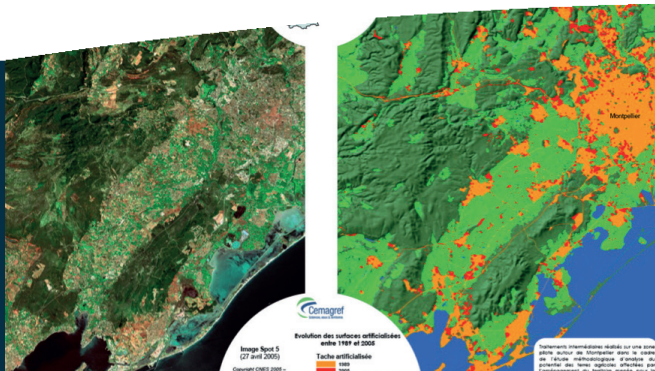 Montpellier
Cemagref
Evolution des surfaces artificialisées
entre 1989 et 2005
Image Spot 5
(27 avril 2005)
Copyright CNES 2005 –
Tache artificialisée
1989
Traitements intermédiaires réalisés sur une zone
pilote autour de Montpellier dans le cadre
de l'étude méthodologique d'analyse du
potentiel des terres agricoles affectées par